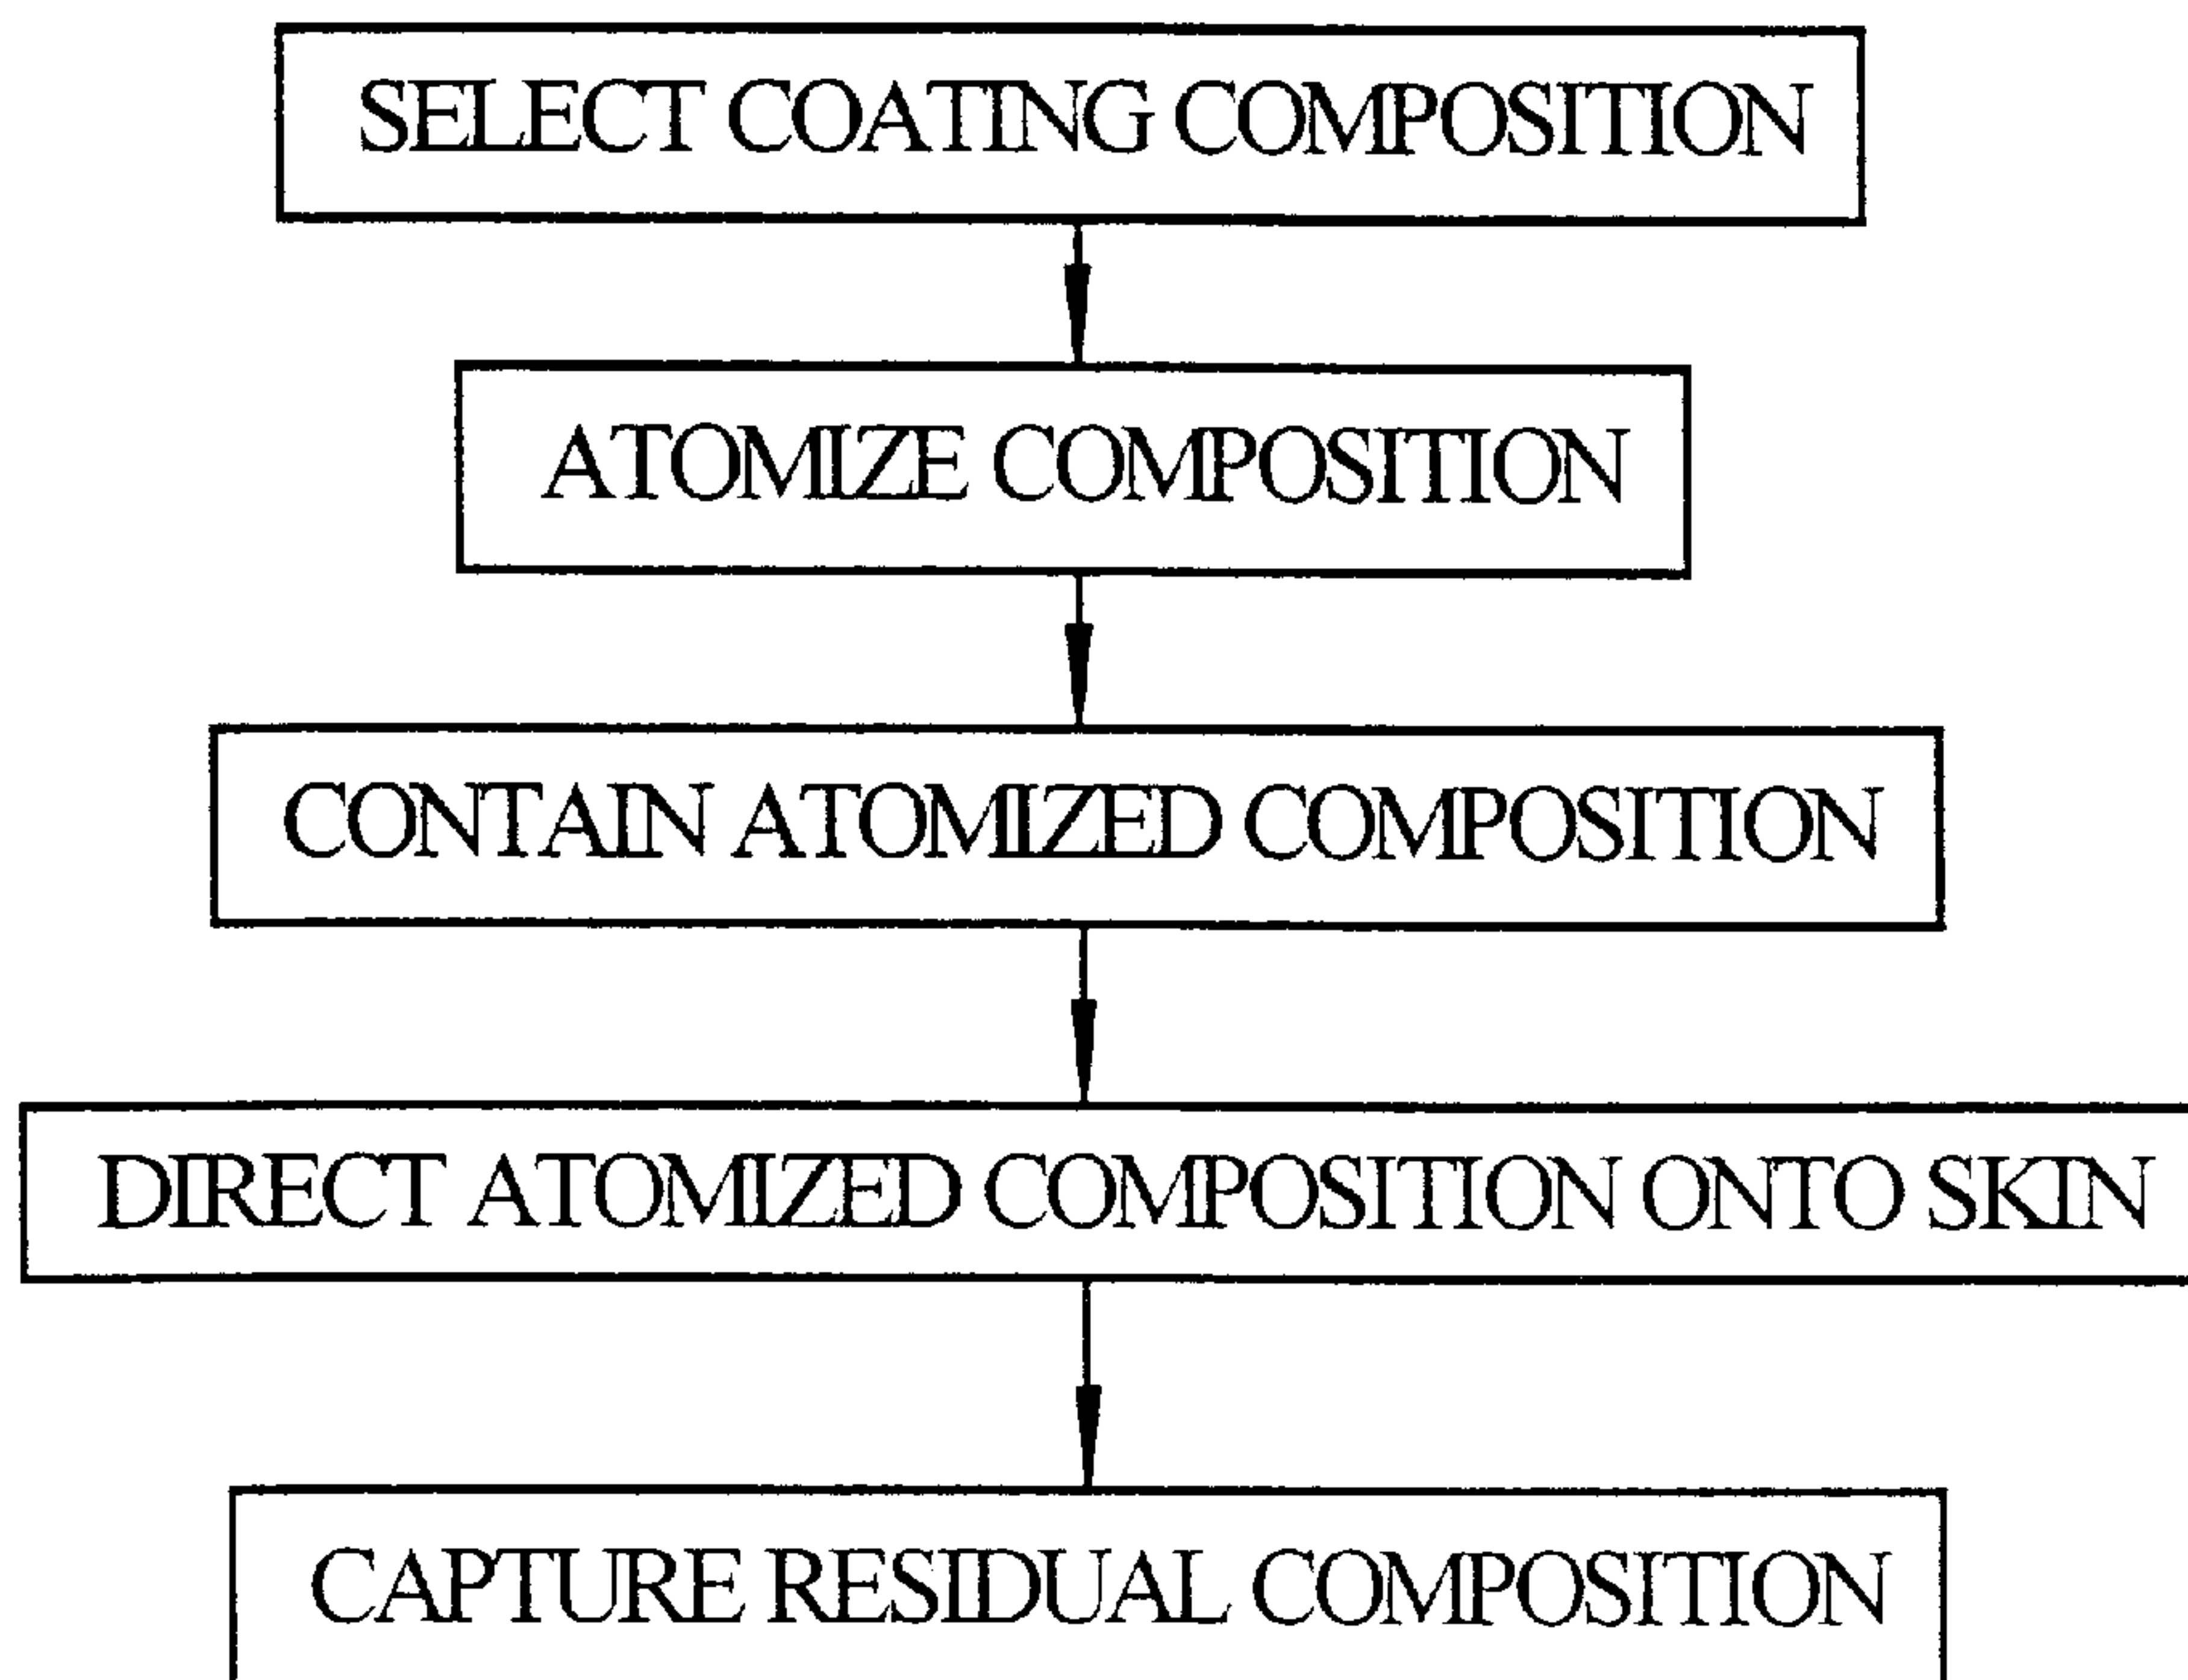 SELECT COATING COMPOSITION
ATOMIZE COMPOSITION
CONTAIN ATOMIZED COMPOSITION
DIRECT ATOMIZED COMPOSITION ONTO SKIN
CAPTURE RESIDUAL COMPOSITION